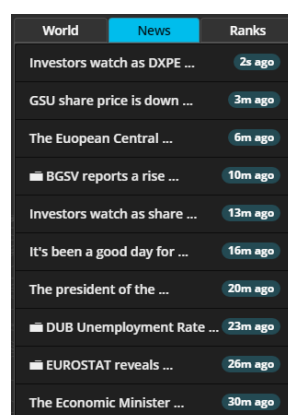 World News Ranks
Investors watch as DXPE ... 2s ago
GSU share price is down ... 3m ago
The Euopean Central ... 6m ago
BGSV reports a rise ... 10m ago
Investors watch as share ... 13m ago
It's been a good day for ... 16m ago
The president of the ... 20m ago
DUB Unemployment Rate ... 23m ago
EUROSTAT reveals ... 26m ago
The Economic Minister ... 30m ago